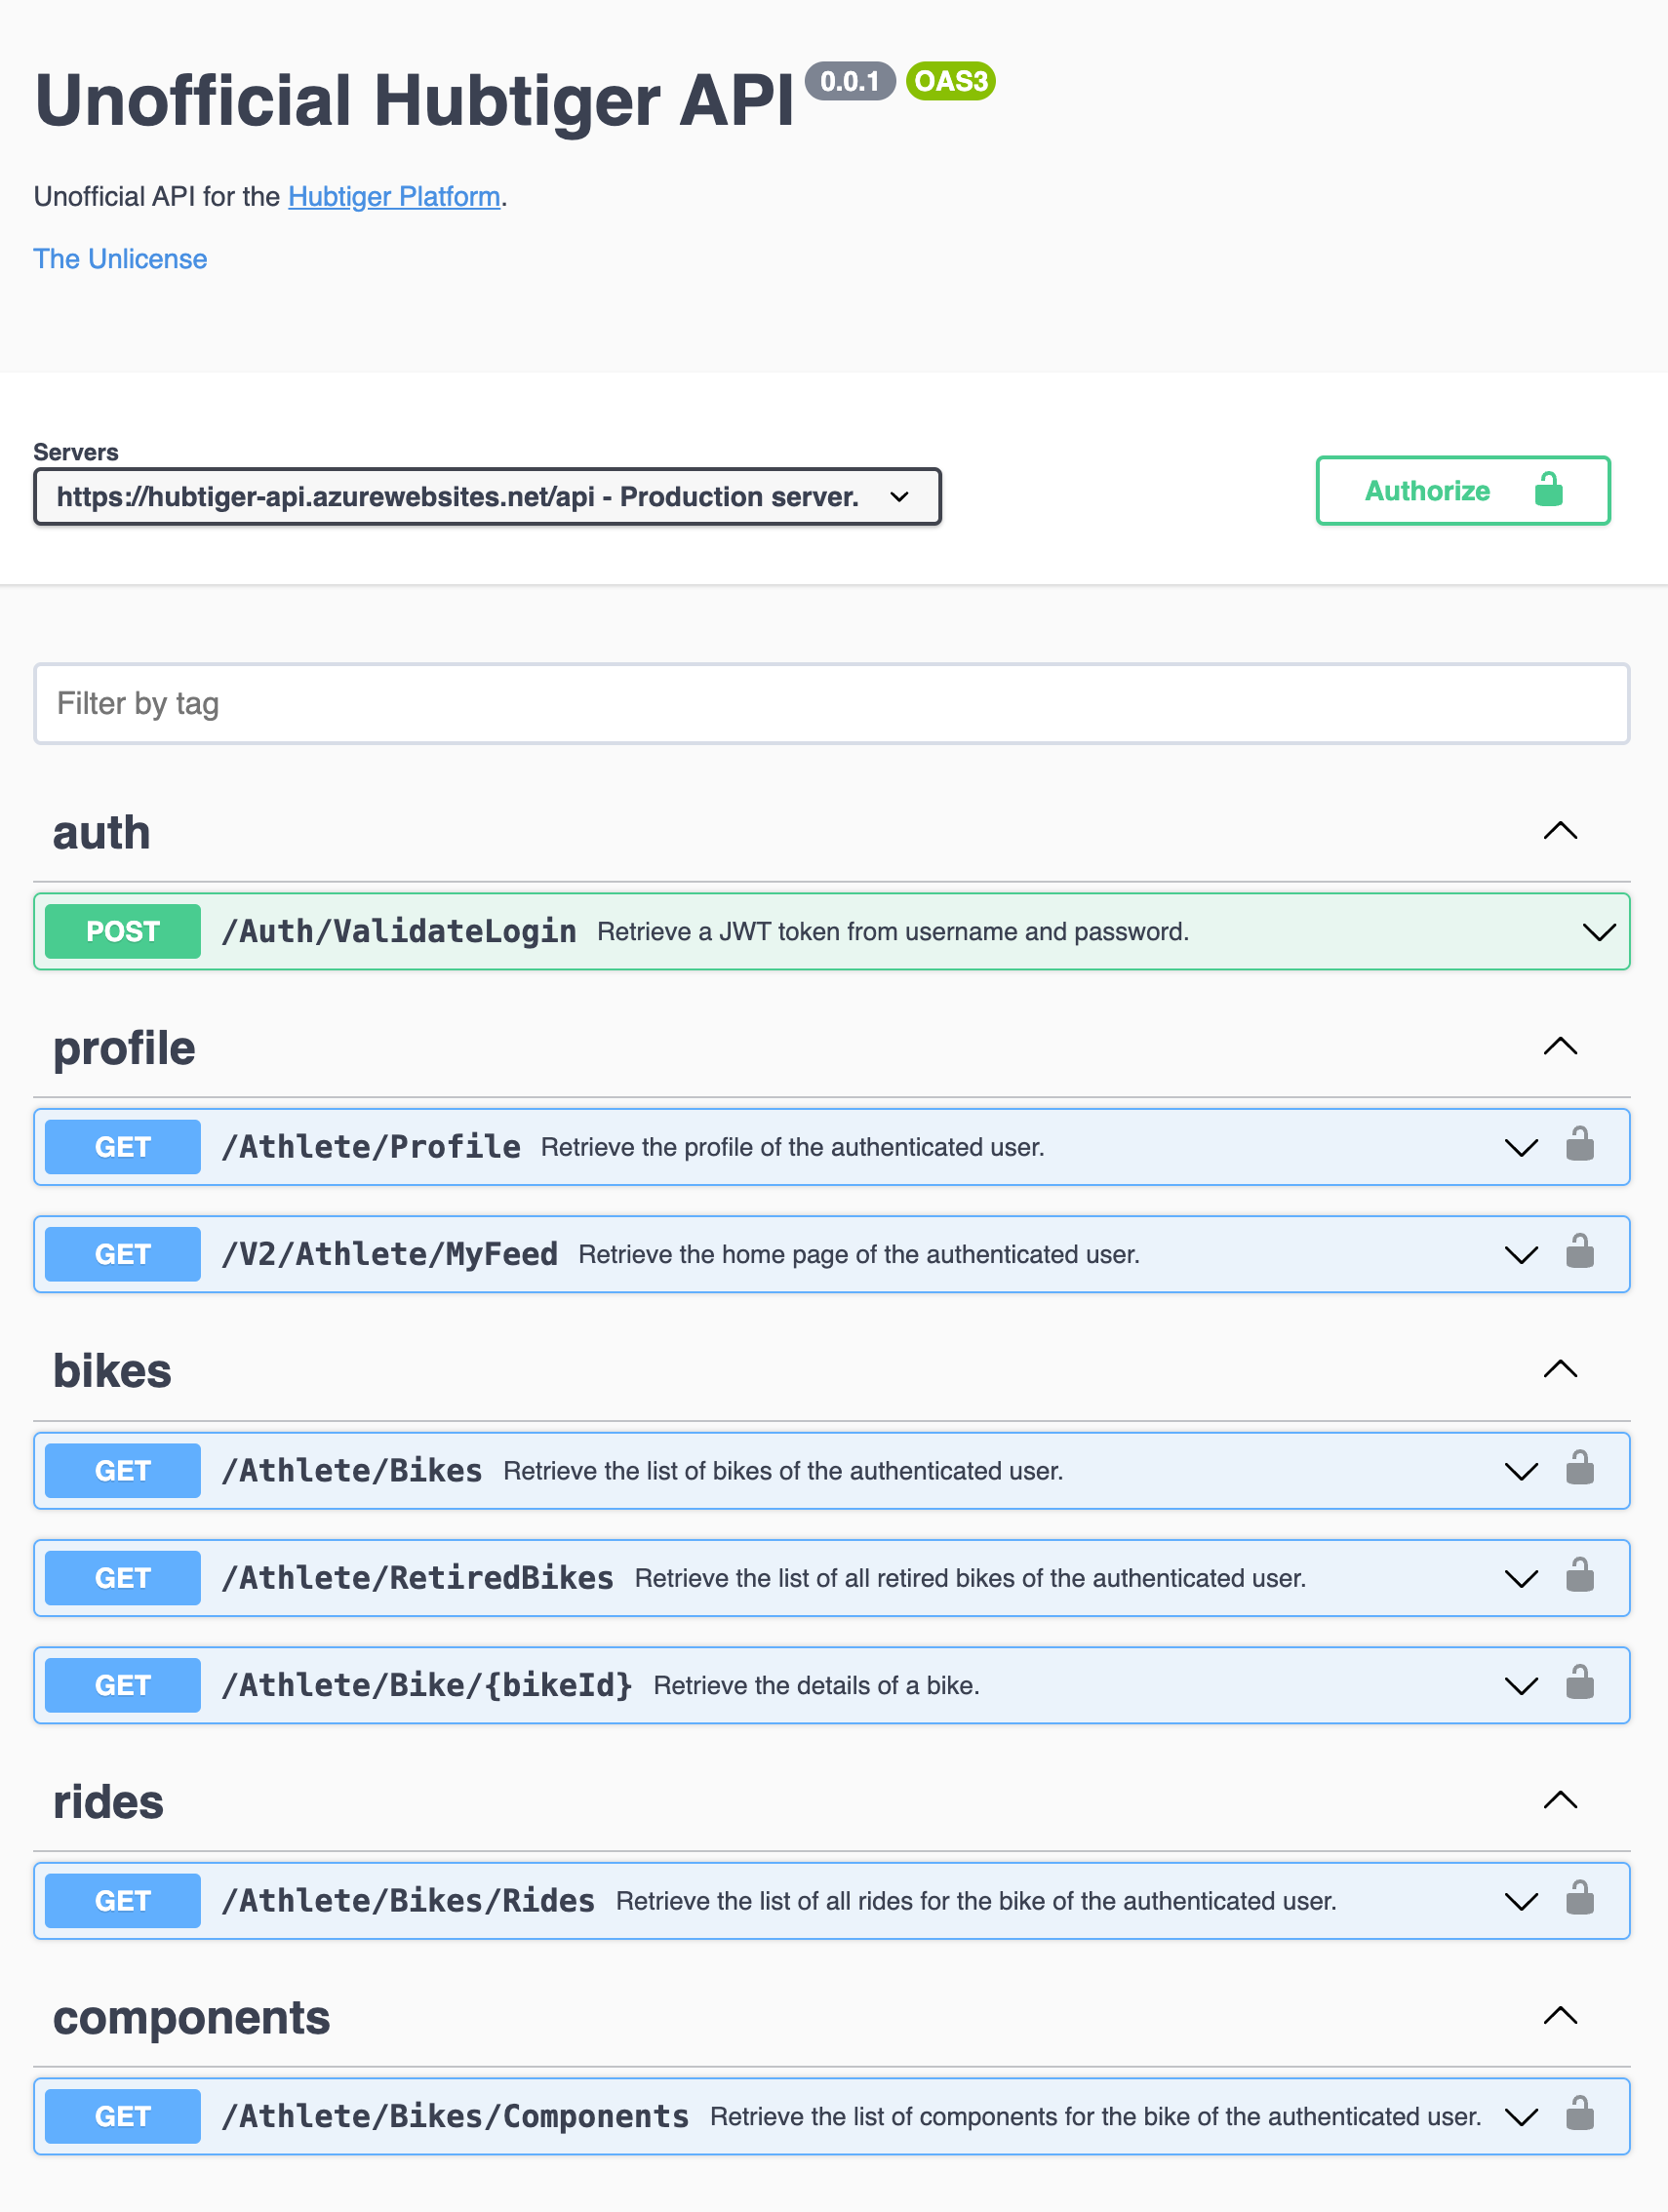 Unofficial Hubtiger API 0.0.1 OAS3
Unofficial API for the Hubtiger Platform.
The Unlicense
Servers
https://hubtiger-api.azurewebsites.net/api - Production server.
Authorize
Filter by tag
auth
POST /Auth/ValidateLogin Retrieve a JWT token from username and password.
profile
GET /Athlete/Profile Retrieve the profile of the authenticated user.
GET /V2/Athlete/MyFeed Retrieve the home page of the authenticated user.
bikes
GET /Athlete/Bikes Retrieve the list of bikes of the authenticated user.
GET /Athlete/RetiredBikes Retrieve the list of all retired bikes of the authenticated user.
GET /Athlete/Bike/{bikeId} Retrieve the details of a bike.
rides
GET /Athlete/Bikes/Rides Retrieve the list of all rides for the bike of the authenticated user.
components
GET /Athlete/Bikes/Components Retrieve the list of components for the bike of the authenticated user.